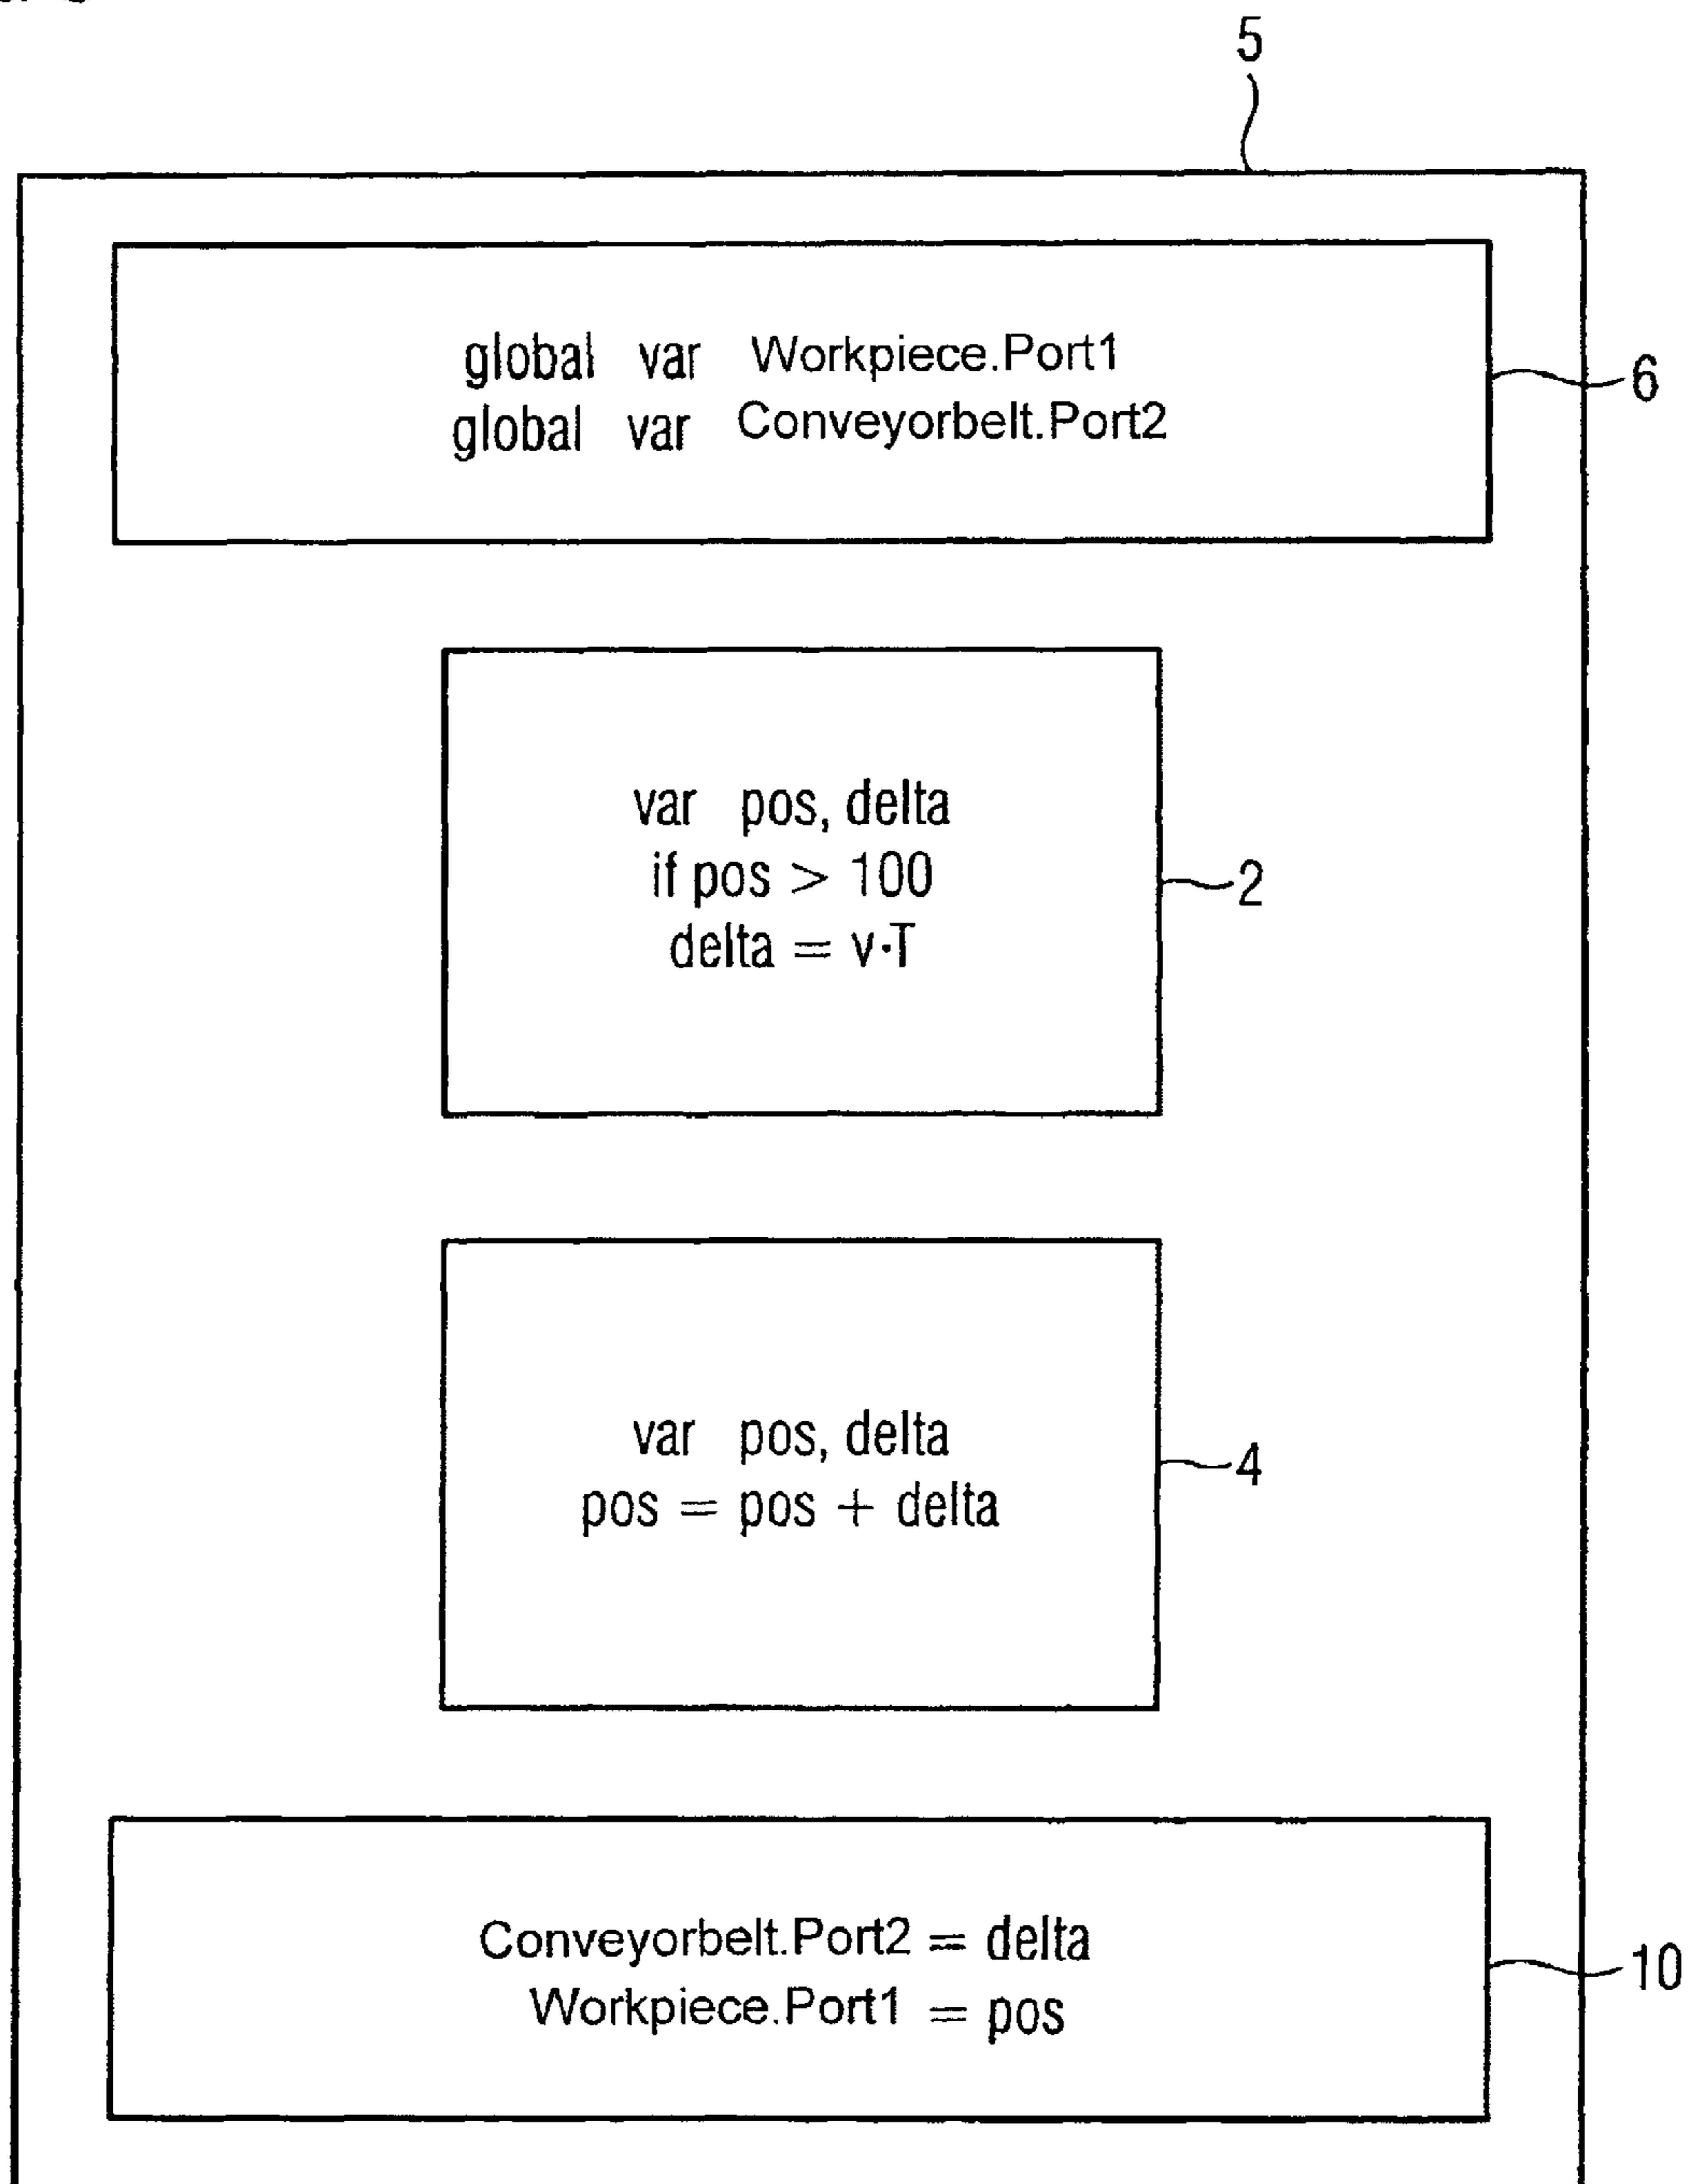 5
global var Workpiece.Port1
global var Conveyorbelt.Port2
6
var pos, delta
if pos > 100
delta = v·T
2
var pos, delta
pos = pos + delta
4
Conveyorbelt.Port2 = delta
Workpiece.Port1 = pos
10